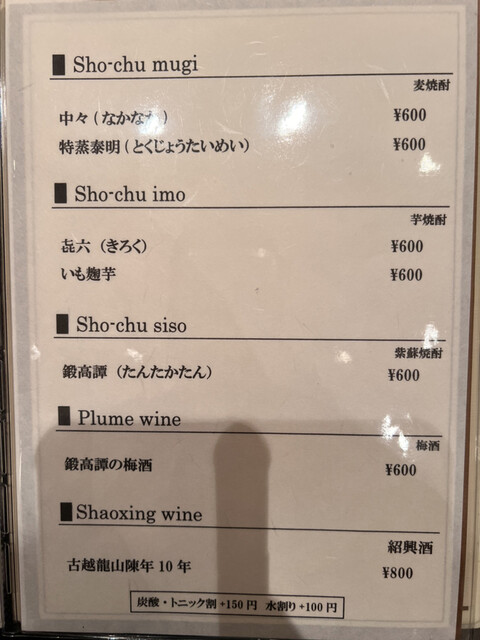 Sho-chu mugi
麦焼酎
中々 (なかなか) ¥600
特蒸泰明 (とくじょうたいめい) ¥600
Sho-chu imo
芋焼酎
㐂六 (きろく) ¥600
いも麹芋 ¥600
Sho-chu siso
紫蘇焼酎
鍛高譚 (たんたかたん) ¥600
Plume wine
梅酒
鍛高譚の梅酒 ¥600
Shaoxing wine
紹興酒
古越龍山陳年10年 ¥800
炭酸・トニック割 +150円 水割り +100円